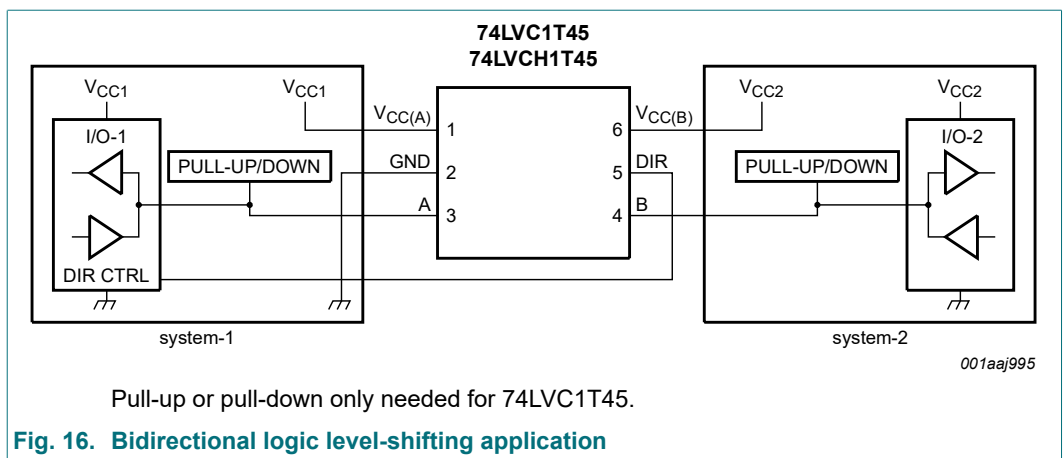 74LVC1T45
74LVCH1T45
VCC1
VCC1
VCC(A)
VCC(B)
VCC2
VCC2
I/O-1
1
6
I/O-2
PULL-UP/DOWN
GND
2
5
DIR
PULL-UP/DOWN
A
3
4
B
DIR CTRL
system-1
system-2
001aaj995
Pull-up or pull-down only needed for 74LVC1T45.
Fig. 16. Bidirectional logic level-shifting application